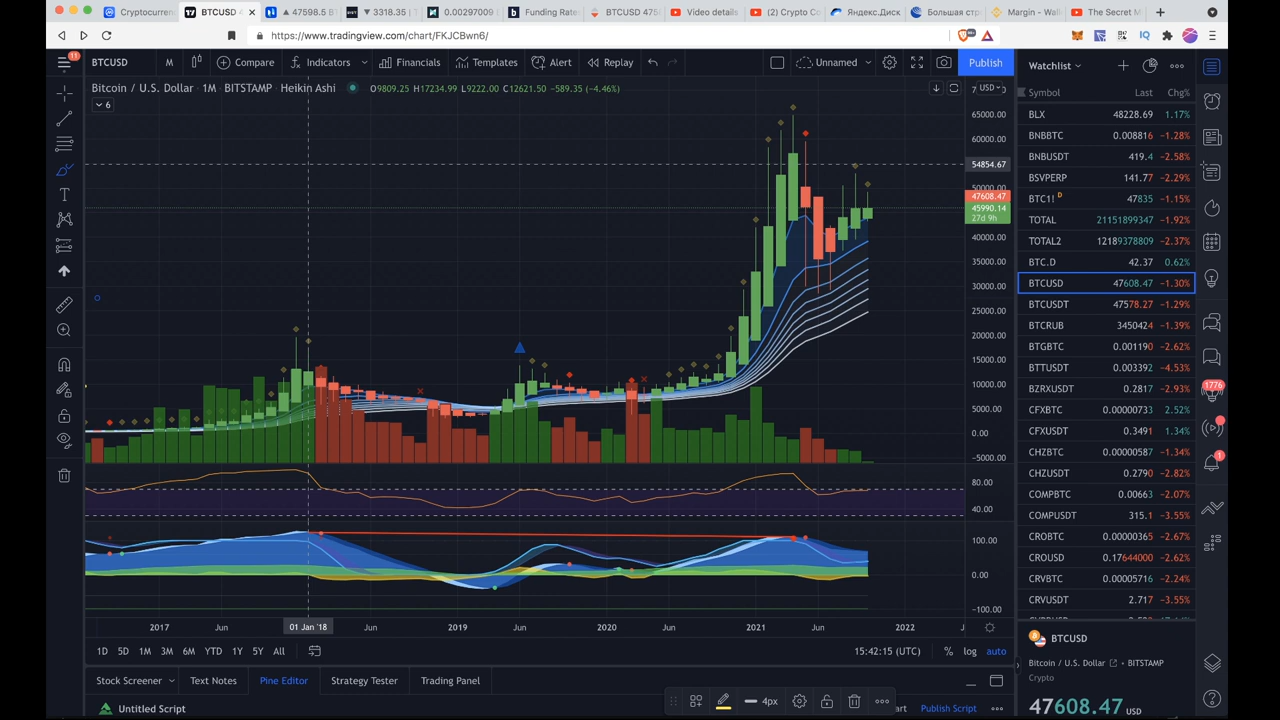 Cryptocurren
BTCUSD 4
▲ 47598.5 B
▼ 3318.35 | T
0.00297009 |
Funding Rate
BTCUSD 475
Video details
(2) Crypto Co
Яндекс.Диск
Большая стр
Margin - Wall
The Secret M
https://www.tradingview.com/chart/FKJCBwn6/
11
BTCUSD
M
Compare
Indicators
Financials
Templates
Alert
Replay
Unnamed
Publish
Bitcoin / U.S. Dollar · 1M · BITSTAMP · Heikin Ashi
O9809.25 H17234.99 L9222.00 C12621.50 −589.35 (−4.46%)
6
USD
65000.00
60000.00
54854.67
50000.00
47608.47
45990.14
27d 9h
40000.00
35000.00
30000.00
25000.00
20000.00
15000.00
10000.00
5000.00
0.00
−5000.00
80.00
40.00
100.00
0.00
−100.00
2017
Jun
01 Jan '18
Jun
2019
Jun
2020
Jun
2021
Jun
2022
1D 5D 1M 3M 6M YTD 1Y 5Y All
15:42:15 (UTC)
% log auto
Stock Screener
Text Notes
Pine Editor
Strategy Tester
Trading Panel
Untitled Script
4px
Publish Script
Watchlist
Symbol Last Chg%
BLX 48228.69 1.17%
BNBBTC 0.008816 −1.28%
BNBUSDT 419.4 −2.58%
BSVPERP 141.77 −2.29%
BTC1! D 47835 −1.15%
TOTAL 21151899347 −1.92%
TOTAL2 12189378809 −2.37%
BTC.D 42.37 0.62%
BTCUSD 47608.47 −1.30%
BTCUSDT 47578.27 −1.29%
BTCRUB 3450424 −1.39%
BTGBTC 0.001190 −2.62%
BTTUSDT 0.003392 −4.53%
BZRXUSDT 0.2817 −2.93%
CFXBTC 0.00000733 2.52%
CFXUSDT 0.3491 1.34%
CHZBTC 0.00000587 −1.34%
CHZUSDT 0.2790 −2.82%
COMPBTC 0.00663 −2.07%
COMPUSDT 315.1 −3.55%
CROBTC 0.00000365 −2.67%
CROUSD 0.17644000 −2.62%
CRVBTC 0.00005716 −2.24%
CRVUSDT 2.717 −3.55%
BTCUSD
Bitcoin / U.S. Dollar · BITSTAMP
Crypto
47608.47 USD
1776
1